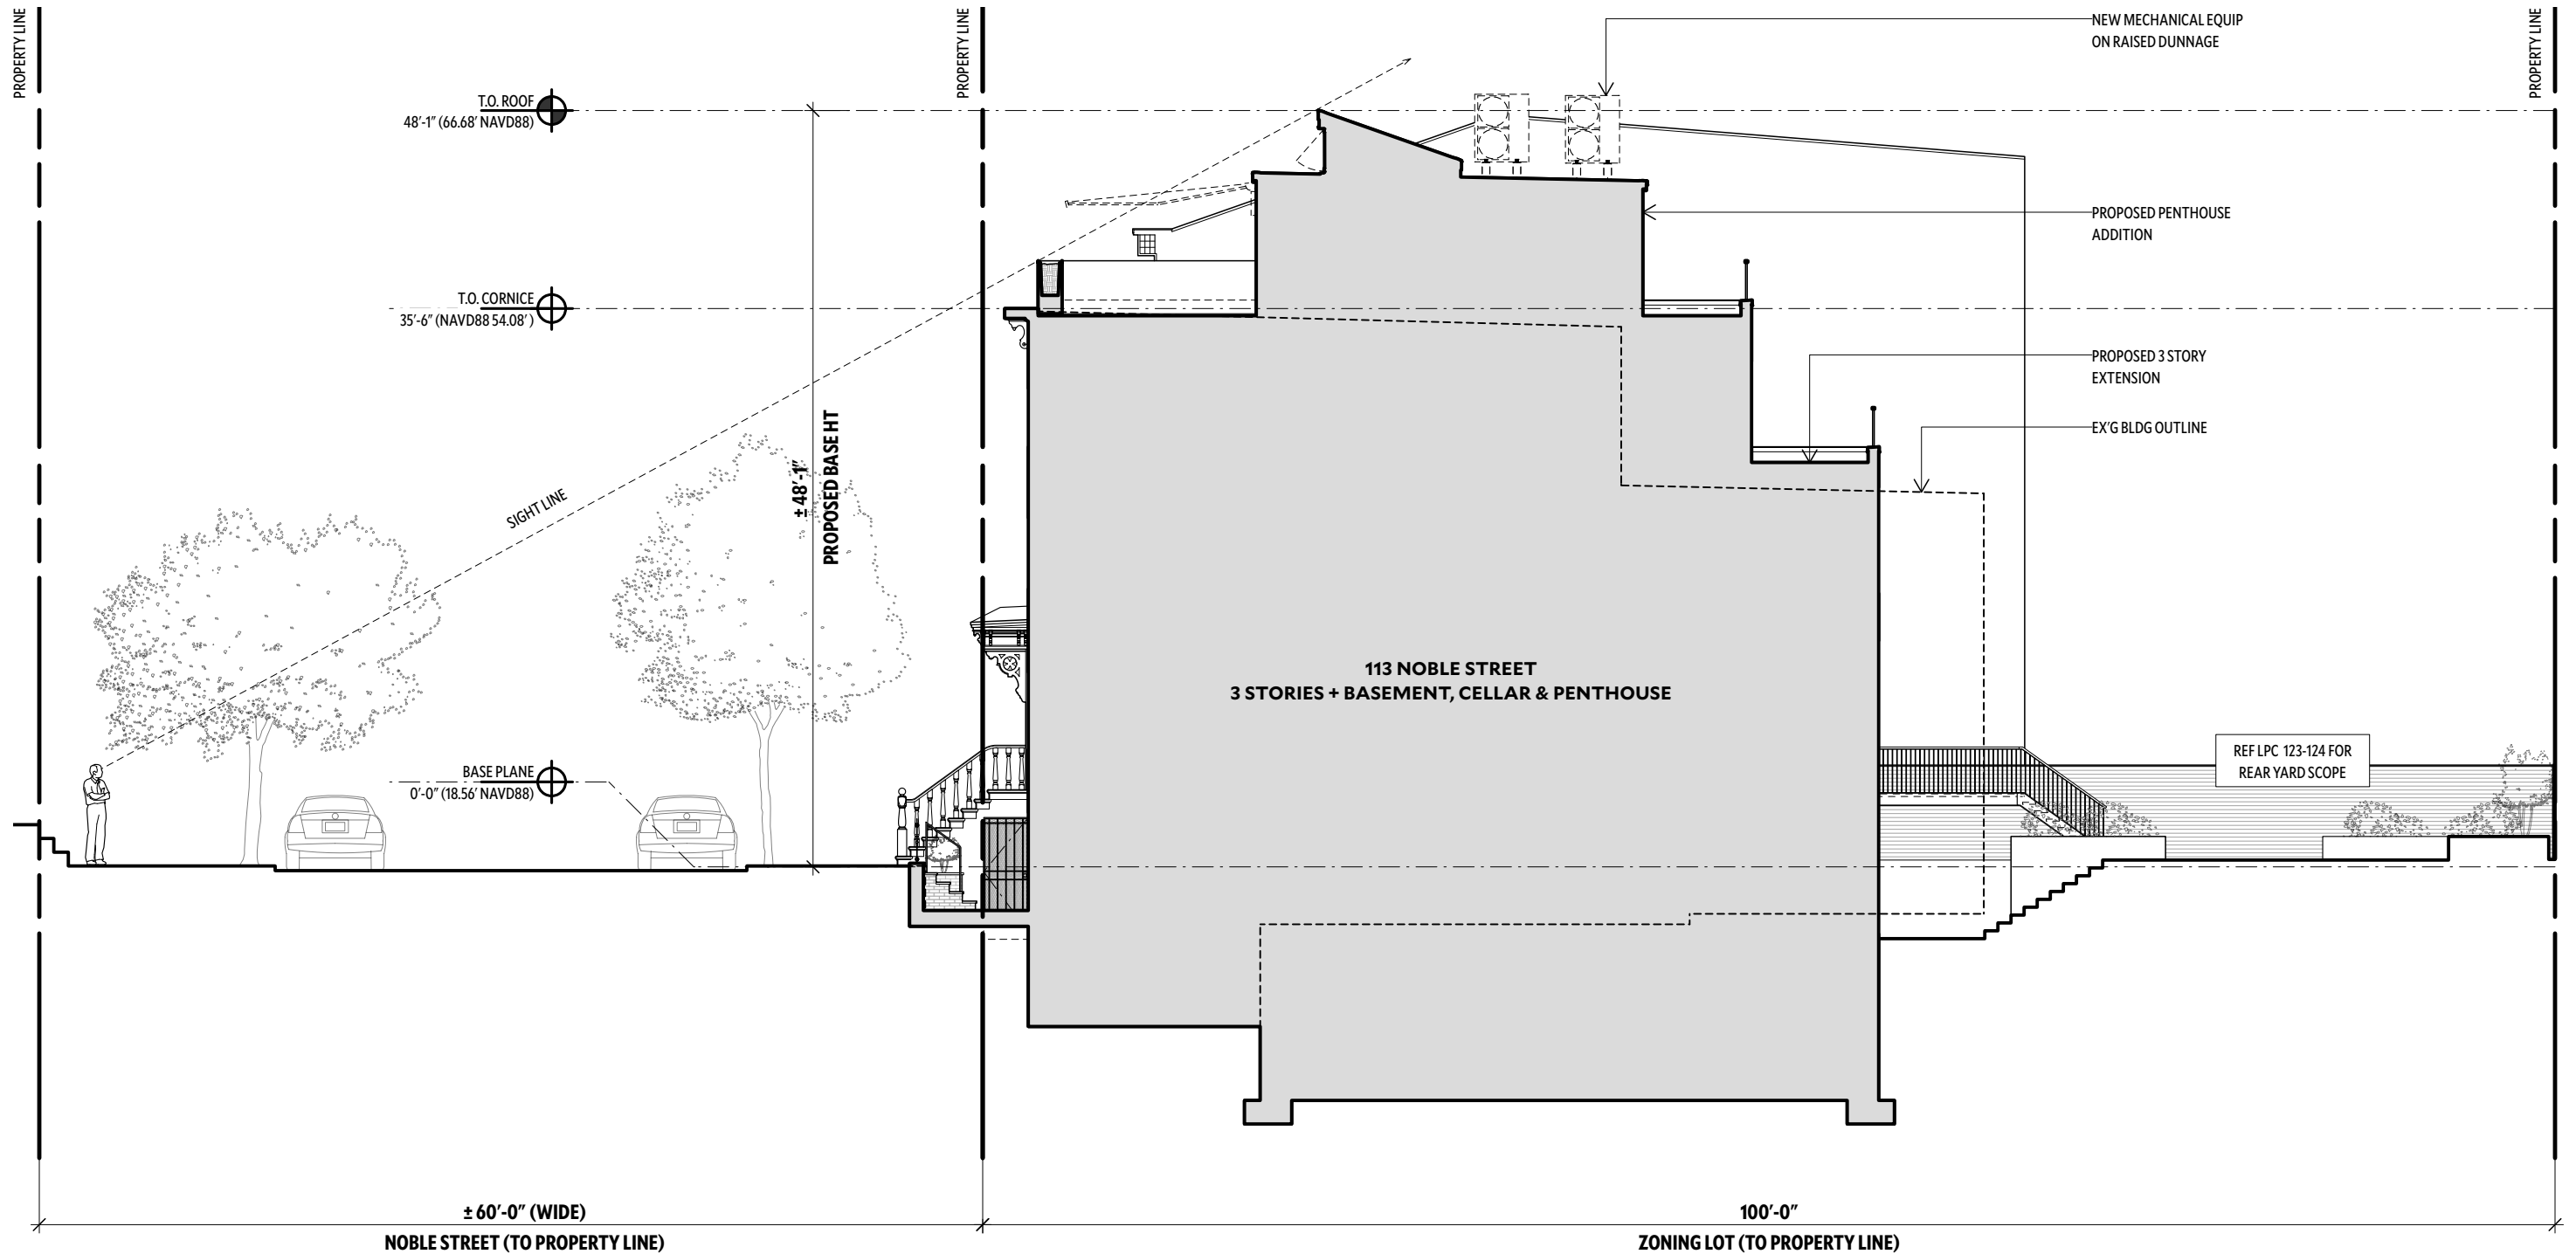 PROPERTY LINE
PROPERTY LINE
PROPERTY LINE
NEW MECHANICAL EQUIP
ON RAISED DUNNAGE
T.O. ROOF
48'-1" (66.68' NAVD88)
PROPOSED PENTHOUSE
ADDITION
T.O. CORNICE
35'-6" (NAVD88 54.08' )
PROPOSED 3 STORY
EXTENSION
EX'G BLDG OUTLINE
SIGHT LINE
± 48'-1"
PROPOSED BASE HT
113 NOBLE STREET
3 STORIES + BASEMENT, CELLAR & PENTHOUSE
BASE PLANE
0'-0" (18.56' NAVD88)
REF LPC 123-124 FOR
REAR YARD SCOPE
± 60'-0" (WIDE)
NOBLE STREET (TO PROPERTY LINE)
100'-0"
ZONING LOT (TO PROPERTY LINE)